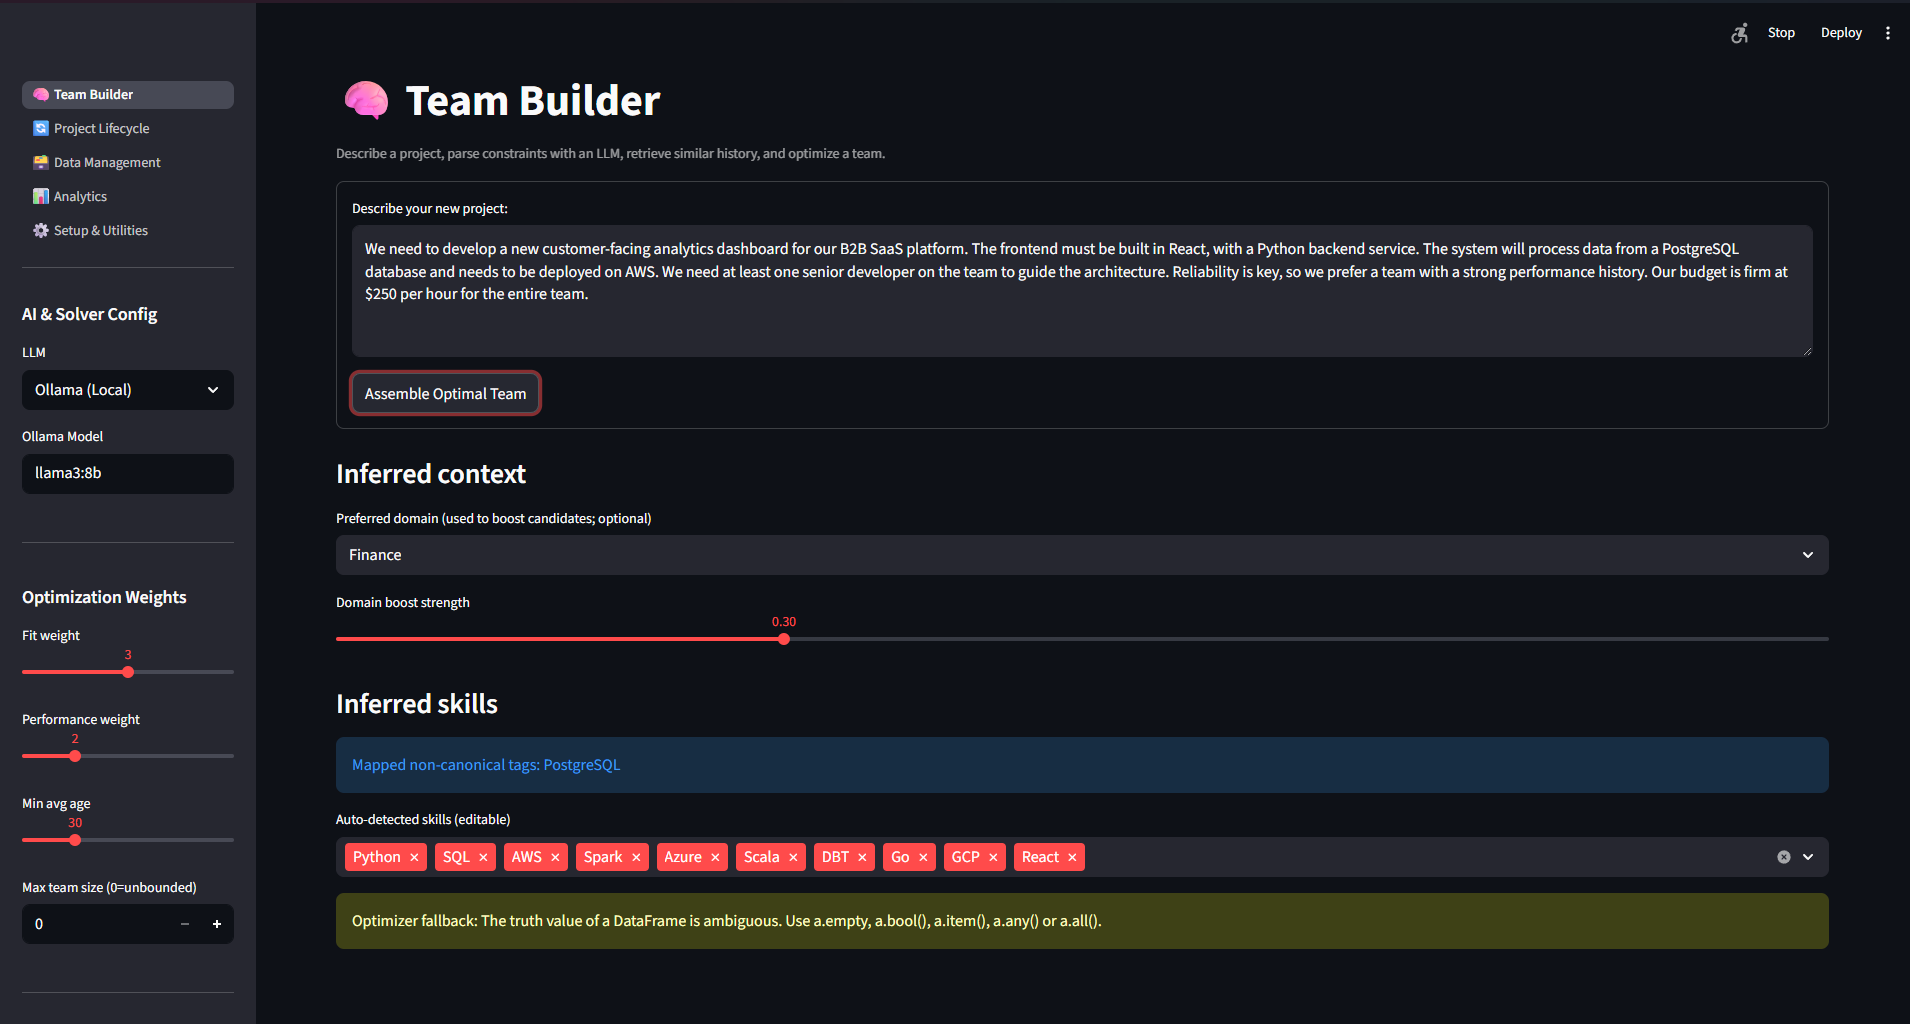 Stop
Deploy
Team Builder
Project Lifecycle
Data Management
Analytics
Setup & Utilities
AI & Solver Config
LLM
Ollama (Local)
Ollama Model
llama3:8b
Optimization Weights
Fit weight
3
Performance weight
2
Min avg age
30
Max team size (0=unbounded)
0
Team Builder
Describe a project, parse constraints with an LLM, retrieve similar history, and optimize a team.
Describe your new project:
We need to develop a new customer-facing analytics dashboard for our B2B SaaS platform. The frontend must be built in React, with a Python backend service. The system will process data from a PostgreSQL
database and needs to be deployed on AWS. We need at least one senior developer on the team to guide the architecture. Reliability is key, so we prefer a team with a strong performance history. Our budget is firm at
$250 per hour for the entire team.
Assemble Optimal Team
Inferred context
Preferred domain (used to boost candidates; optional)
Finance
Domain boost strength
0.30
Inferred skills
Mapped non-canonical tags: PostgreSQL
Auto-detected skills (editable)
Python SQL AWS Spark Azure Scala DBT Go GCP React
Optimizer fallback: The truth value of a DataFrame is ambiguous. Use a.empty, a.bool(), a.item(), a.any() or a.all().